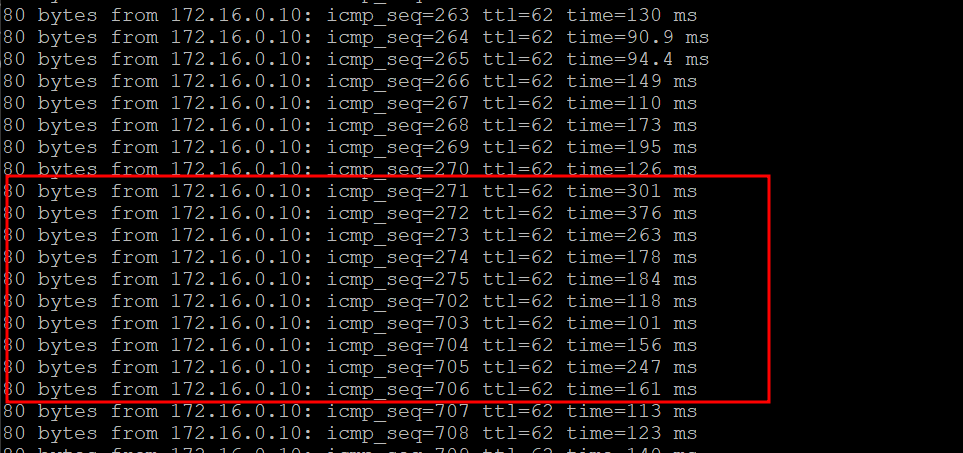 80 bytes from 172.16.0.10: icmp_seq=263 ttl=62 time=130 ms
80 bytes from 172.16.0.10: icmp_seq=264 ttl=62 time=90.9 ms
80 bytes from 172.16.0.10: icmp_seq=265 ttl=62 time=94.4 ms
80 bytes from 172.16.0.10: icmp_seq=266 ttl=62 time=149 ms
80 bytes from 172.16.0.10: icmp_seq=267 ttl=62 time=110 ms
80 bytes from 172.16.0.10: icmp_seq=268 ttl=62 time=173 ms
80 bytes from 172.16.0.10: icmp_seq=269 ttl=62 time=195 ms
80 bytes from 172.16.0.10: icmp_seq=270 ttl=62 time=126 ms
80 bytes from 172.16.0.10: icmp_seq=271 ttl=62 time=301 ms
80 bytes from 172.16.0.10: icmp_seq=272 ttl=62 time=376 ms
80 bytes from 172.16.0.10: icmp_seq=273 ttl=62 time=263 ms
80 bytes from 172.16.0.10: icmp_seq=274 ttl=62 time=178 ms
80 bytes from 172.16.0.10: icmp_seq=275 ttl=62 time=184 ms
80 bytes from 172.16.0.10: icmp_seq=702 ttl=62 time=118 ms
80 bytes from 172.16.0.10: icmp_seq=703 ttl=62 time=101 ms
80 bytes from 172.16.0.10: icmp_seq=704 ttl=62 time=156 ms
80 bytes from 172.16.0.10: icmp_seq=705 ttl=62 time=247 ms
80 bytes from 172.16.0.10: icmp_seq=706 ttl=62 time=161 ms
80 bytes from 172.16.0.10: icmp_seq=707 ttl=62 time=113 ms
80 bytes from 172.16.0.10: icmp_seq=708 ttl=62 time=123 ms
80 bytes from 172.16.0.10: icmp_seq=709 ttl=62 time=140 ms